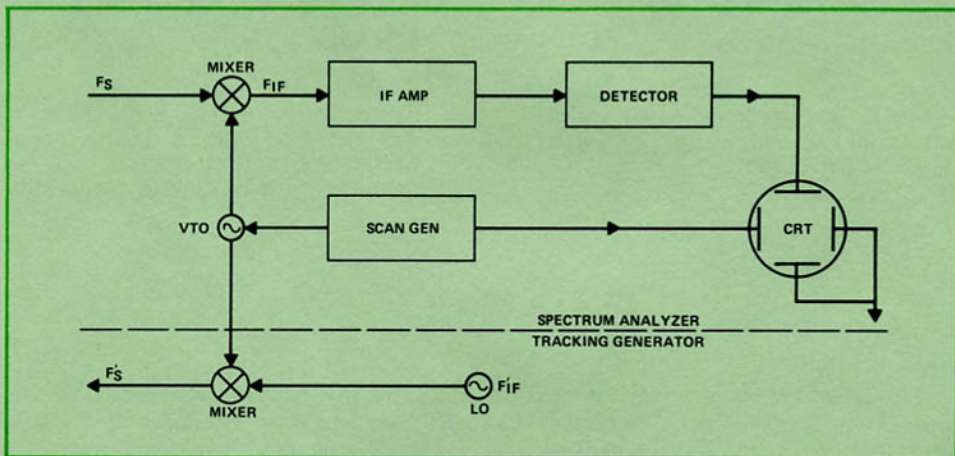 MIXER
FS
FIF
IF AMP
DETECTOR
VTO
SCAN GEN
CRT
SPECTRUM ANALYZER
TRACKING GENERATOR
F'S
MIXER
F'IF
LO